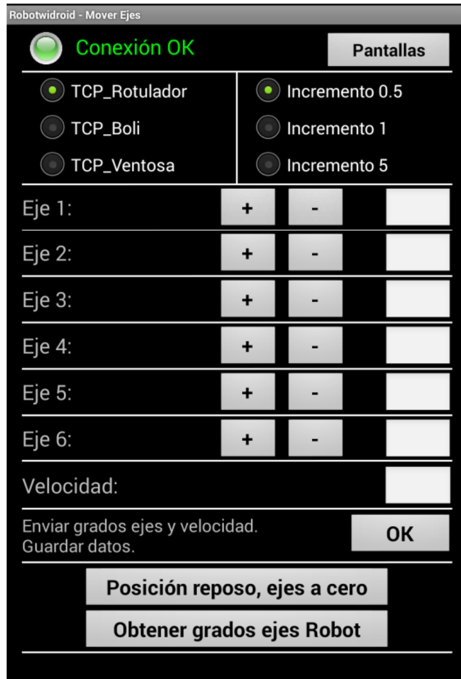 Robotwidroid - Mover Ejes
Conexión OK
Pantallas
TCP_Rotulador
Incremento 0.5
TCP_Boli
Incremento 1
TCP_Ventosa
Incremento 5
Eje 1: + -
Eje 2: + -
Eje 3: + -
Eje 4: + -
Eje 5: + -
Eje 6: + -
Velocidad:
Enviar grados ejes y velocidad.
Guardar datos.
OK
Posición reposo, ejes a cero
Obtener grados ejes Robot